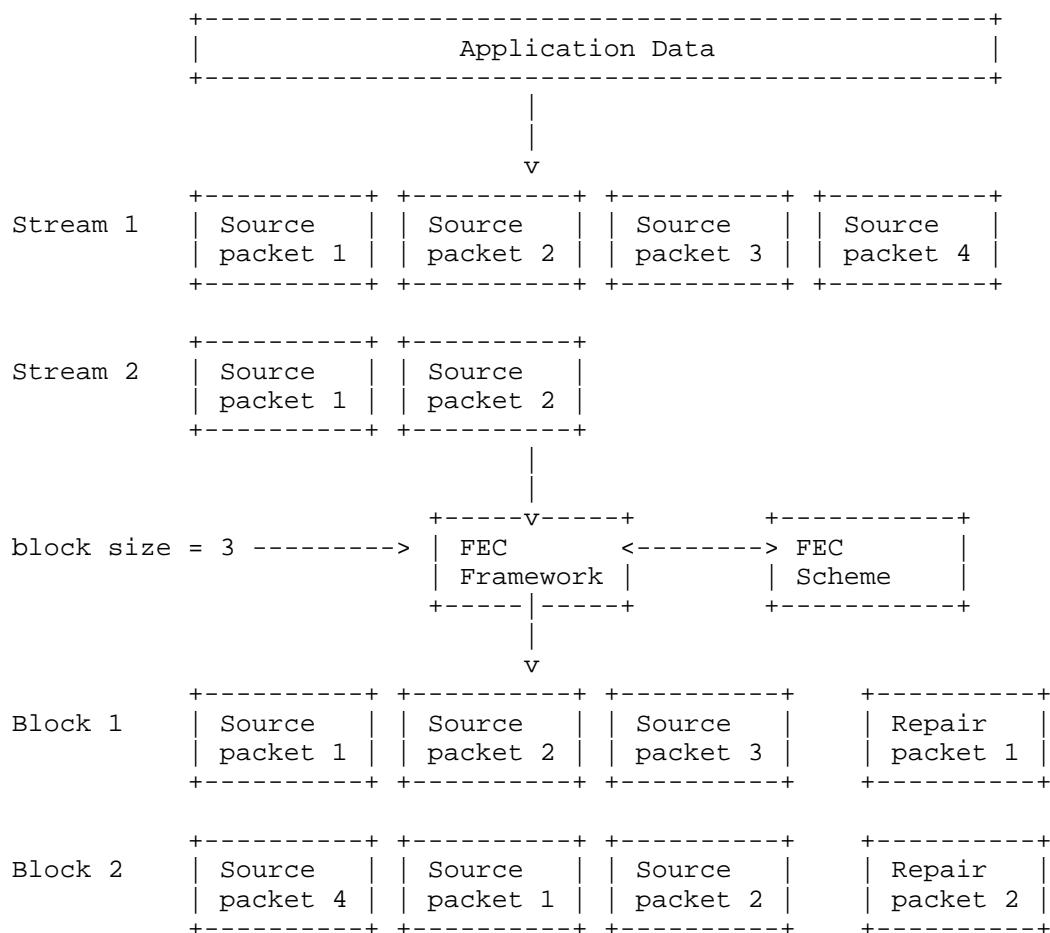 Application Data
Stream 1 Source Source Source Source
packet 1 packet 2 packet 3 packet 4
Stream 2 Source Source
packet 1 packet 2
v
block size = 3 ---------> FEC <--------> FEC
Framework Scheme
v
Block 1 Source Source Source Repair
packet 1 packet 2 packet 3 packet 1
Block 2 Source Source Source Repair
packet 4 packet 1 packet 2 packet 2